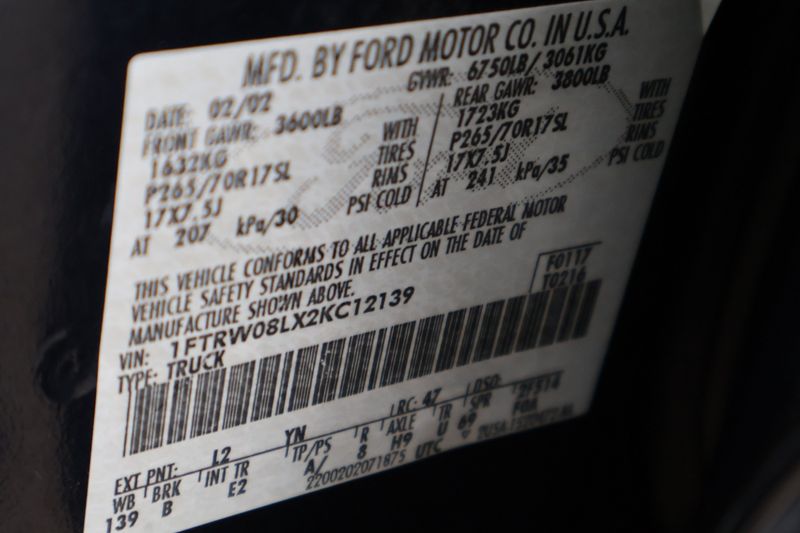 MFD. BY FORD MOTOR CO. IN U.S.A.
DATE: 02/02 GVWR: 6750LB/ 3061KG
FRONT GAWR: 3600LB REAR GAWR: 3800LB
1632KG WITH 1723KG WITH
P265/70R17SL TIRES P265/70R17SL TIRES
17X7.5J RIMS 17X7.5J RIMS
AT 207 kPa/30 PSI COLD AT 241 kPa/35 PSI COLD
THIS VEHICLE CONFORMS TO ALL APPLICABLE FEDERAL MOTOR
VEHICLE SAFETY STANDARDS IN EFFECT ON THE DATE OF
MANUFACTURE SHOWN ABOVE.
F0117
T0216
VIN: 1FTRW08LX2KC12139
TYPE: TRUCK
EXT PNT: L2 YN RC: 47 DSO:
WB BRK INT TR TP/PS R AXLE TR SPR
139 B E2 A/ 8 H9 U 69
2200202071875 UTC